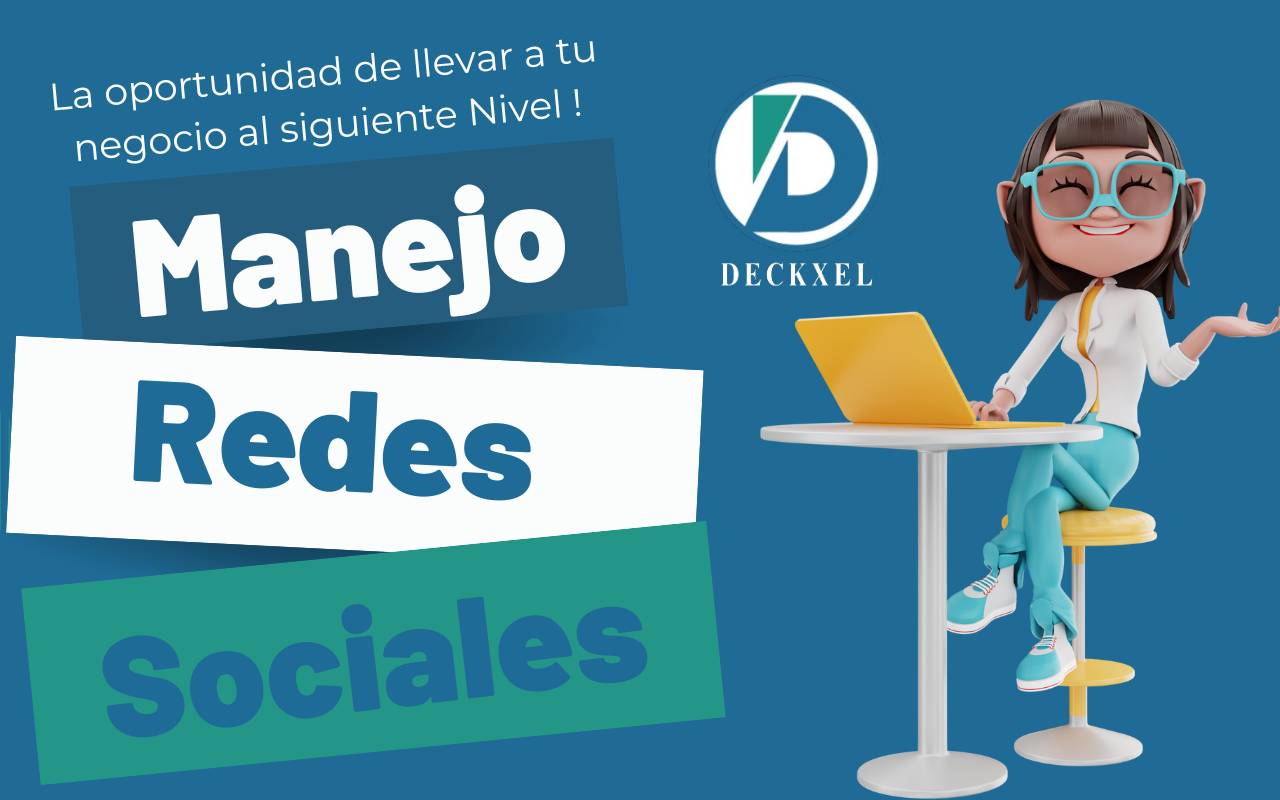 La oportunidad de llevar a tu
negocio al siguiente Nivel !
Manejo
Redes
Sociales
DECKXEL